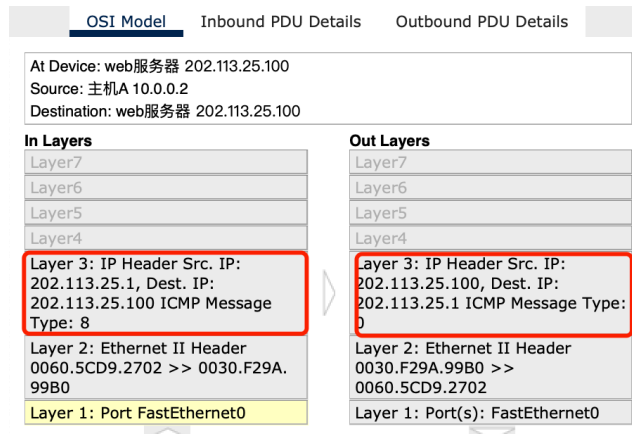 OSI Model Inbound PDU Details Outbound PDU Details
At Device: web服务器 202.113.25.100
Source: 主机A 10.0.0.2
Destination: web服务器 202.113.25.100
In Layers
Layer7
Layer6
Layer5
Layer4
Layer 3: IP Header Src. IP:
202.113.25.1, Dest. IP:
202.113.25.100 ICMP Message
Type: 8
Layer 2: Ethernet II Header
0060.5CD9.2702 >> 0030.F29A.
99B0
Layer 1: Port FastEthernet0
Out Layers
Layer7
Layer6
Layer5
Layer4
Layer 3: IP Header Src. IP:
202.113.25.100, Dest. IP:
202.113.25.1 ICMP Message Type:
0
Layer 2: Ethernet II Header
0030.F29A.99B0 >>
0060.5CD9.2702
Layer 1: Port(s): FastEthernet0